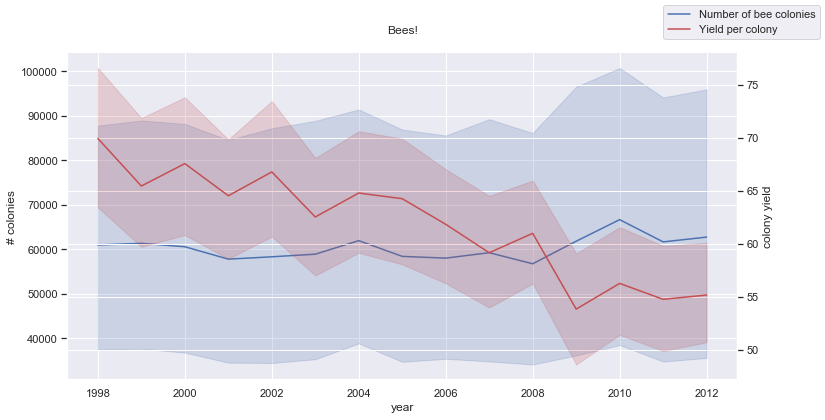 Number of bee colonies
Yield per colony
Bees!
100000
90000
80000
70000
60000
50000
40000
# colonies
75
70
65
60
55
50
colony yield
1998 2000 2002 2004 2006 2008 2010 2012
year